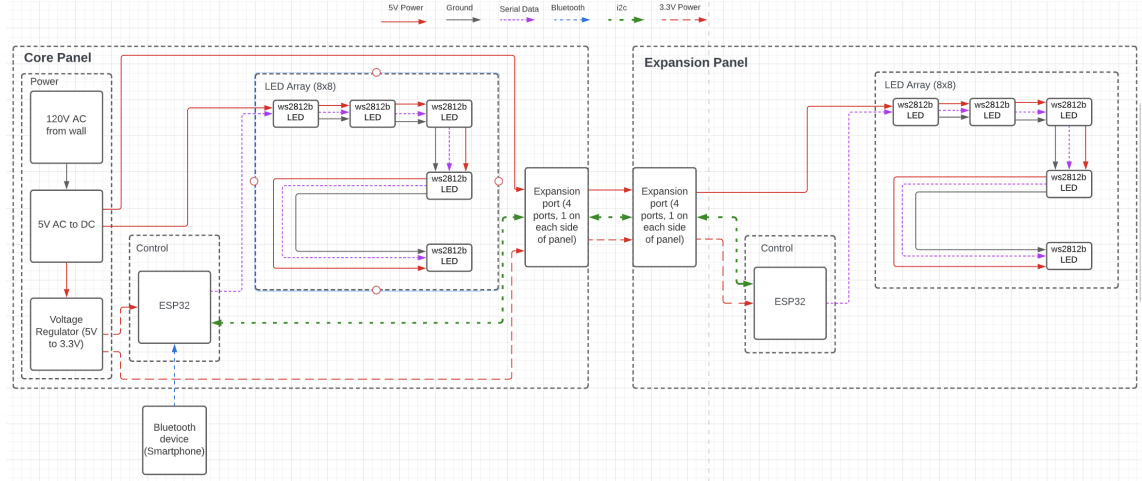 5V Power
Ground
Serial Data
Bluetooth
i2c
3.3V Power
Core Panel
Power
120V AC
from wall
5V AC to DC
Voltage
Regulator (5V
to 3.3V)
Control
ESP32
Bluetooth
device
(Smartphone)
LED Array (8x8)
ws2812b
LED
ws2812b
LED
ws2812b
LED
ws2812b
LED
ws2812b
LED
Expansion
port (4
ports, 1 on
each side
of panel)
Expansion Panel
Expansion
port (4
ports, 1 on
each side
of panel)
Control
ESP32
LED Array (8x8)
ws2812b
LED
ws2812b
LED
ws2812b
LED
ws2812b
LED
ws2812b
LED